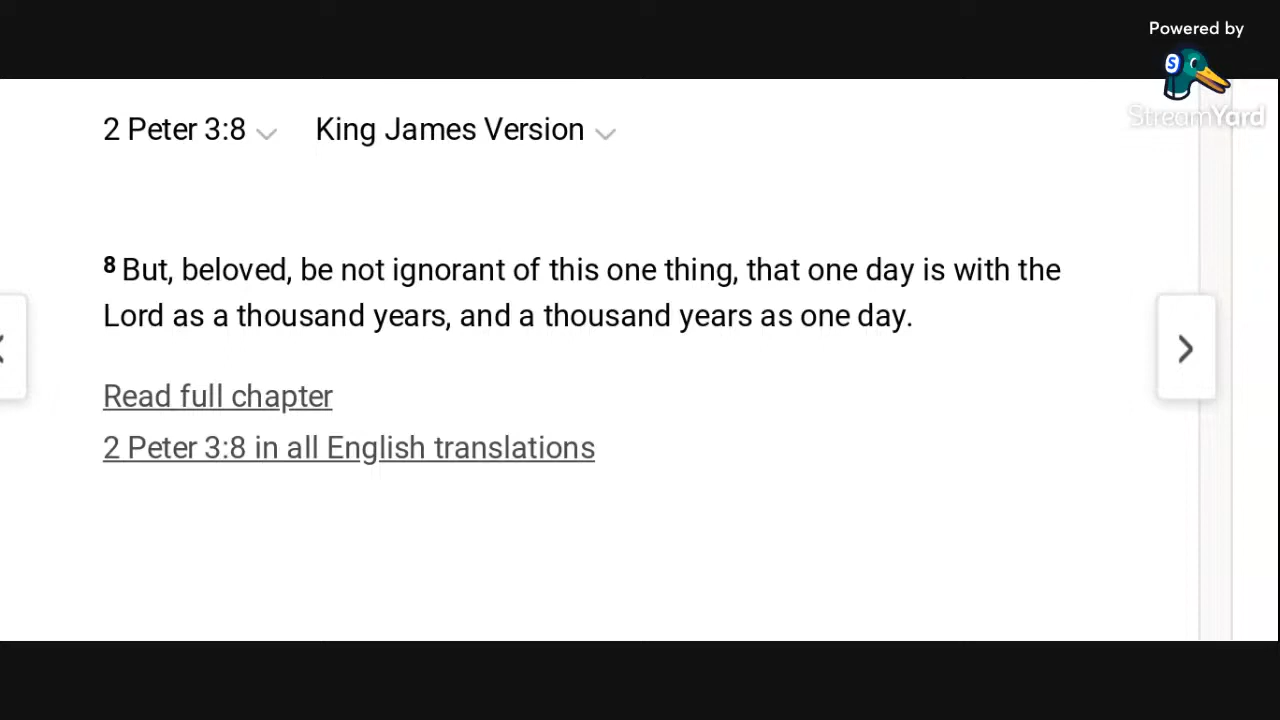 Powered by
S
StreamYard
2 Peter 3:8 King James Version
8 But, beloved, be not ignorant of this one thing, that one day is with the
Lord as a thousand years, and a thousand years as one day.
Read full chapter
2 Peter 3:8 in all English translations